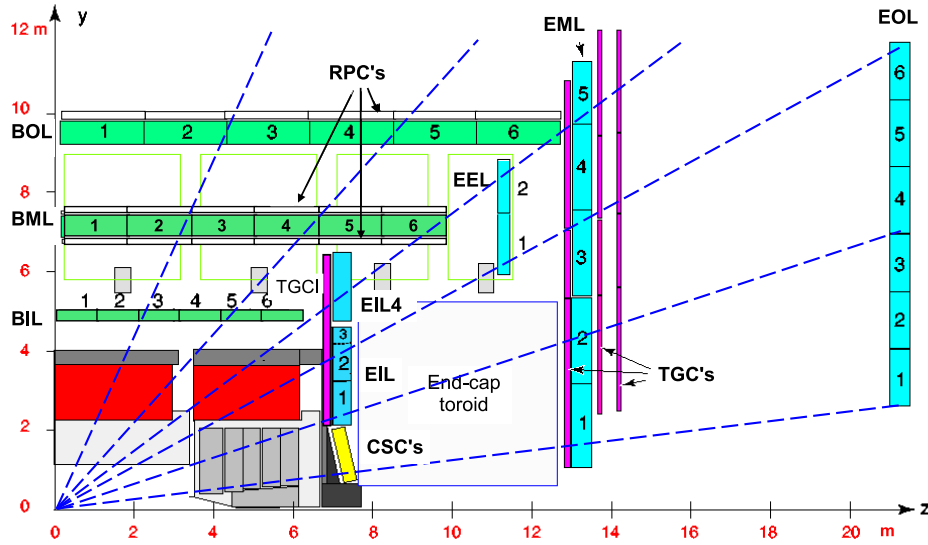 y
12 m
EML
EOL
RPC's
6
5
10
BOL
1 2 3 4 5 6
5
4
EEL
2
8
4
BML
1 2 3 4 5 6
1
3
6
TGCI
3
1 2 3 4 5 6
BIL
EIL4
2
2
4
3
2
EIL
End-cap
toroid
TGC's
1
1
1
2
CSC's
0
z
0 2 4 6 8 10 12 14 16 18 20 m